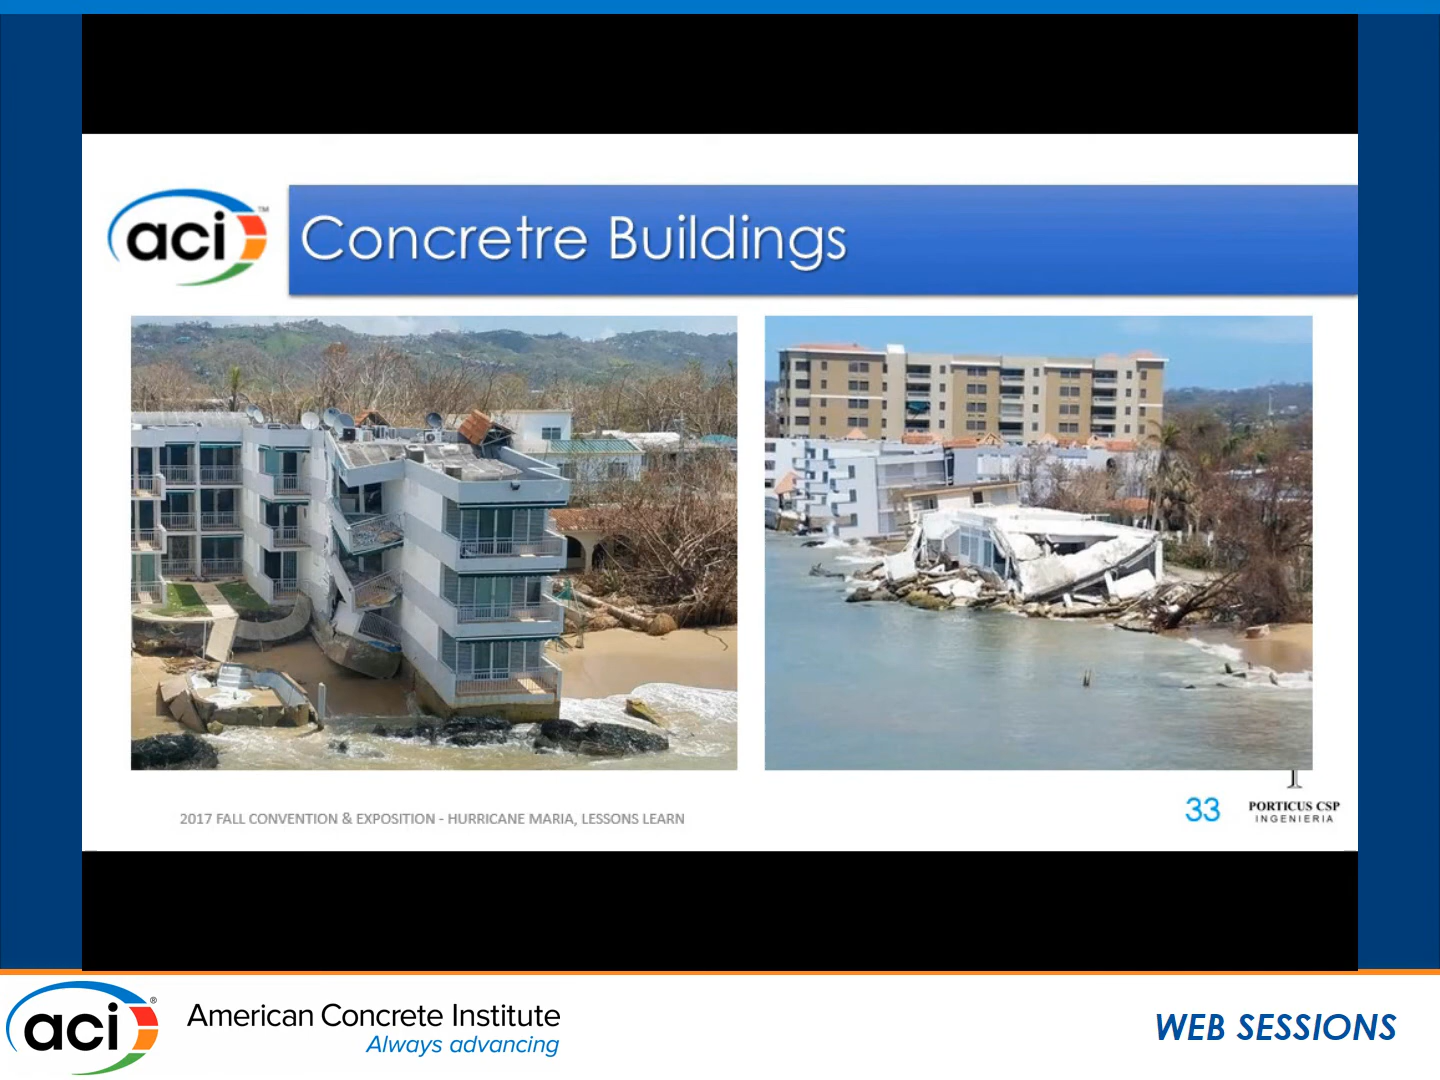 aci™
Concretre Buildings
2017 FALL CONVENTION & EXPOSITION - HURRICANE MARIA, LESSONS LEARN
33
PORTICUS CSP
INGENIERIA
aci®
American Concrete Institute
Always advancing
WEB SESSIONS